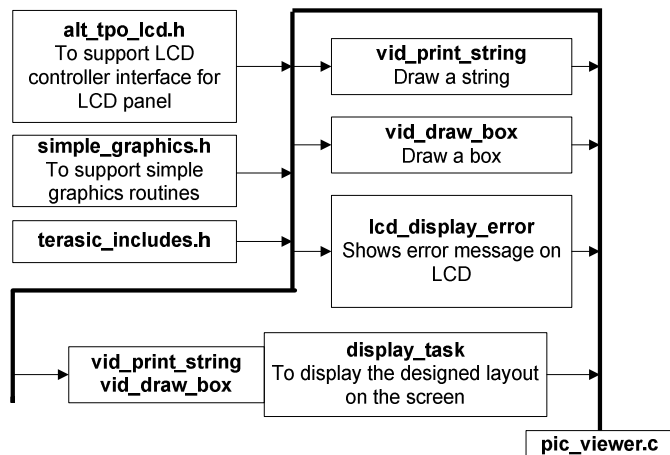 alt_tpo_lcd.h
To support LCD
controller interface for
LCD panel
simple_graphics.h
To support simple
graphics routines
terasic_includes.h
vid_print_string
Draw a string
vid_draw_box
Draw a box
lcd_display_error
Shows error message on
LCD
vid_print_string
vid_draw_box
display_task
To display the designed layout
on the screen
pic_viewer.c